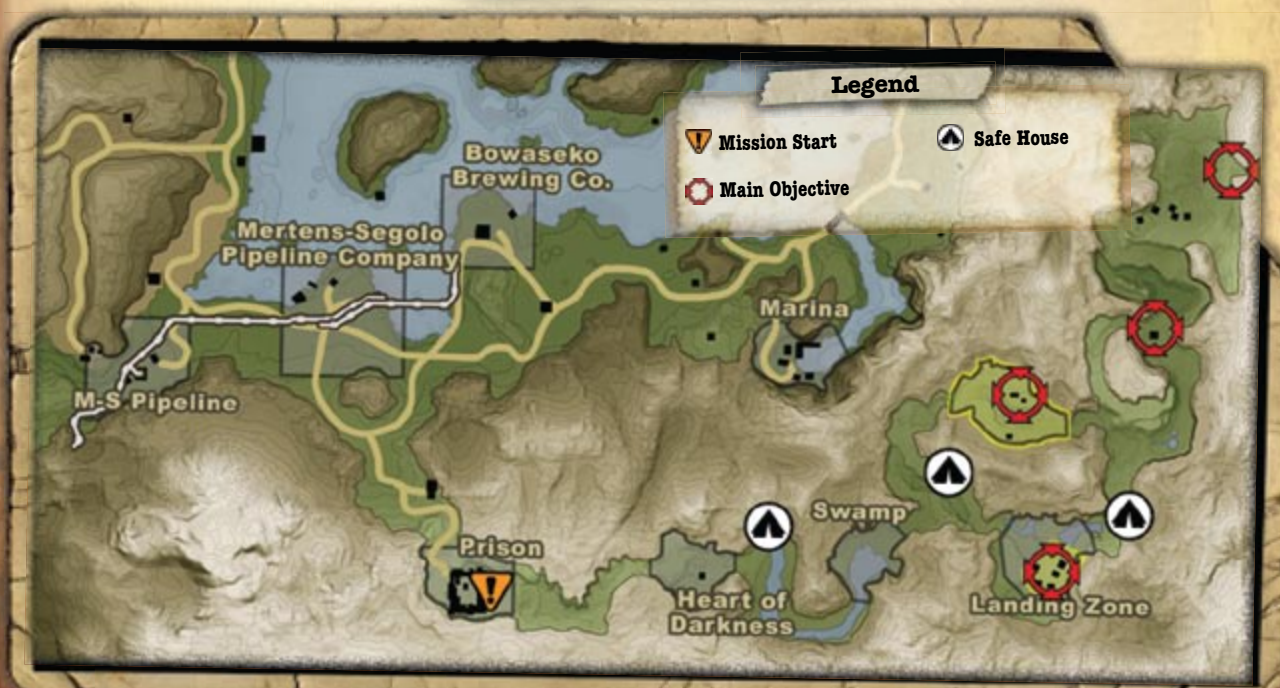 Legend
Mission Start
Safe House
Main Objective
Bowaseko
Brewing Co.
Mertens-Segolo
Pipeline Company
Marina
M-S Pipeline
Swamp
Prison
Heart of
Darkness
Landing Zone